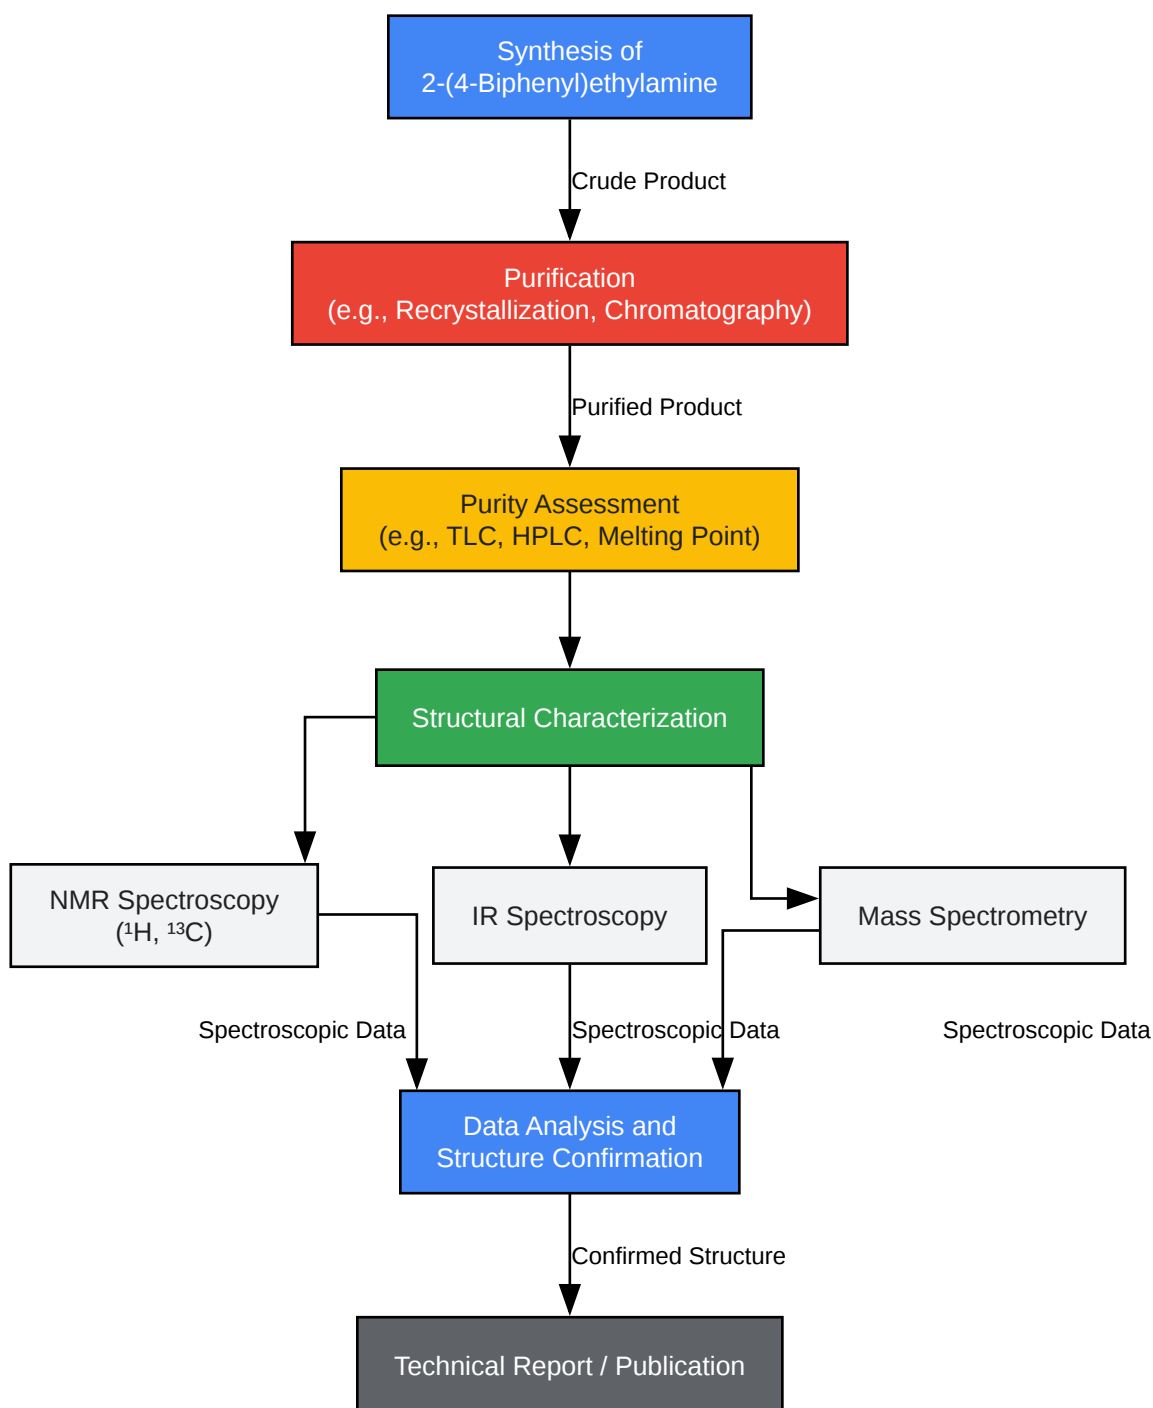 Synthesis of
2-(4-Biphenyl)ethylamine
Crude Product
Purification
(e.g., Recrystallization, Chromatography)
Purified Product
Purity Assessment
(e.g., TLC, HPLC, Melting Point)
Structural Characterization
NMR Spectroscopy
(¹H, ¹³C)
IR Spectroscopy
Mass Spectrometry
Spectroscopic Data
Spectroscopic Data
Spectroscopic Data
Data Analysis and
Structure Confirmation
Confirmed Structure
Technical Report / Publication